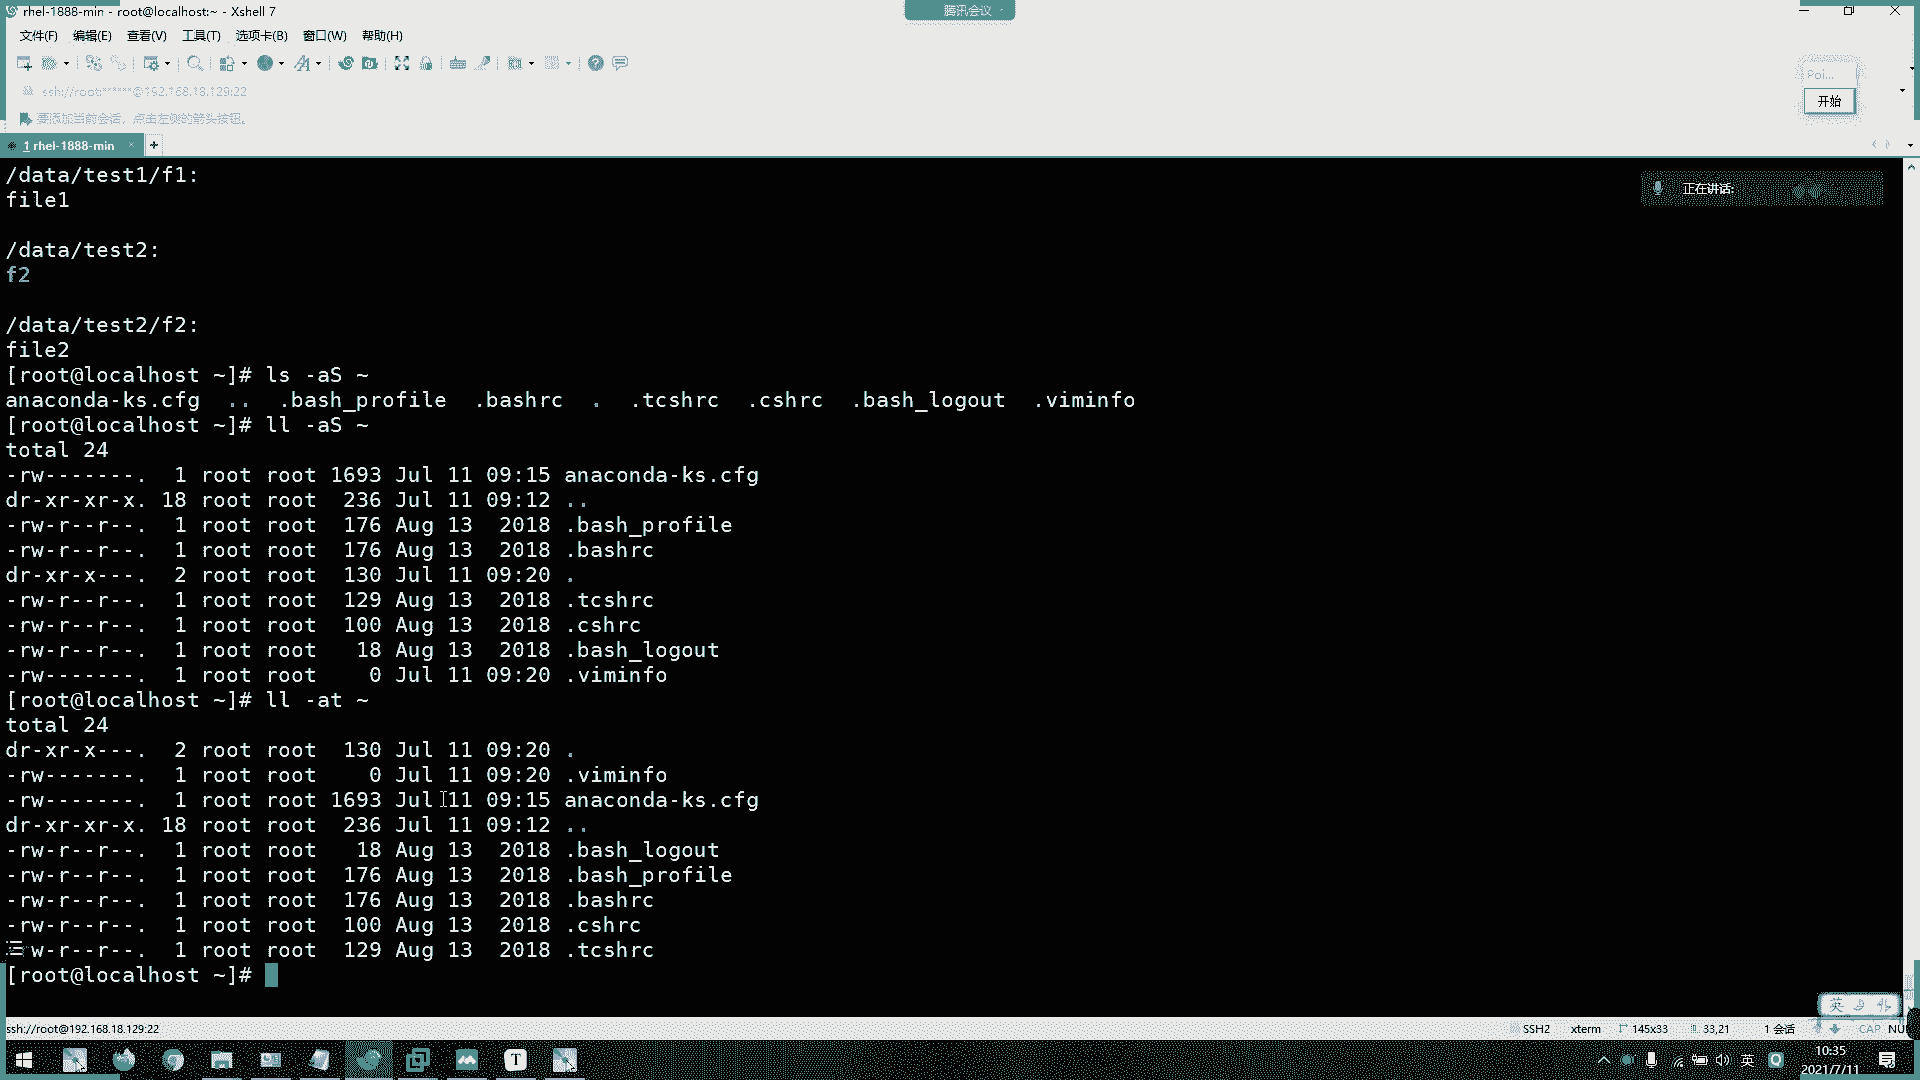 rhel-1888-min - root@localhost:~ - Xshell 7
腾讯会议
文件(F) 编辑(E) 查看(V) 工具(T) 选项卡(B) 窗口(W) 帮助(H)
Poi...
ssh://root:******@192.168.18.129:22
开始
要添加当前会话，点击左侧的箭头按钮。
1 rhel-1888-min × +
/data/test1/f1:
正在讲话:
file1
/data/test2:
f2
/data/test2/f2:
file2
[root@localhost ~]# ls -aS ~
anaconda-ks.cfg  ..  .bash_profile  .bashrc  .  .tcshrc  .cshrc  .bash_logout  .viminfo
[root@localhost ~]# ll -aS ~
total 24
-rw-------.  1 root root 1693 Jul 11 09:15 anaconda-ks.cfg
dr-xr-xr-x. 18 root root  236 Jul 11 09:12 ..
-rw-r--r--.  1 root root  176 Aug 13  2018 .bash_profile
-rw-r--r--.  1 root root  176 Aug 13  2018 .bashrc
dr-xr-x---.  2 root root  130 Jul 11 09:20 .
-rw-r--r--.  1 root root  129 Aug 13  2018 .tcshrc
-rw-r--r--.  1 root root  100 Aug 13  2018 .cshrc
-rw-r--r--.  1 root root   18 Aug 13  2018 .bash_logout
-rw-------.  1 root root    0 Jul 11 09:20 .viminfo
[root@localhost ~]# ll -at ~
total 24
dr-xr-x---.  2 root root  130 Jul 11 09:20 .
-rw-------.  1 root root    0 Jul 11 09:20 .viminfo
-rw-------.  1 root root 1693 Jul 11 09:15 anaconda-ks.cfg
dr-xr-xr-x. 18 root root  236 Jul 11 09:12 ..
-rw-r--r--.  1 root root   18 Aug 13  2018 .bash_logout
-rw-r--r--.  1 root root  176 Aug 13  2018 .bash_profile
-rw-r--r--.  1 root root  176 Aug 13  2018 .bashrc
-rw-r--r--.  1 root root  100 Aug 13  2018 .cshrc
w-r--r--.  1 root root  129 Aug 13  2018 .tcshrc
[root@localhost ~]#
英
ssh://root@192.168.18.129:22 SSH2 xterm 145x33 33,21 1 会话 CAP NU
T
英
10:35
2021/7/11